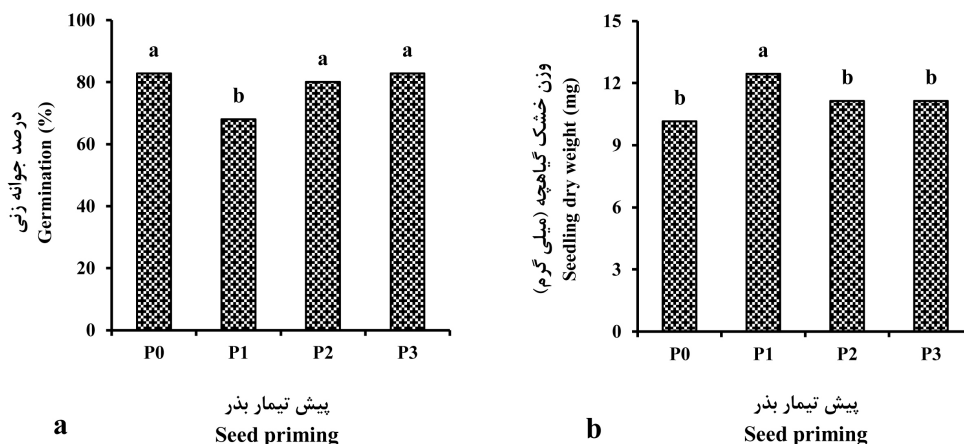 درصد جوانه زنی
Germination (%)
100
80
60
40
20
0
a
b
a
a
P0
P1
P2
P3
پیش تیمار بذر
Seed priming
a
وزن خشک گیاهچه (میلی گرم)
Seedling dry weight (mg)
15
12
9
6
3
0
b
a
b
b
P0
P1
P2
P3
پیش تیمار بذر
Seed priming
b